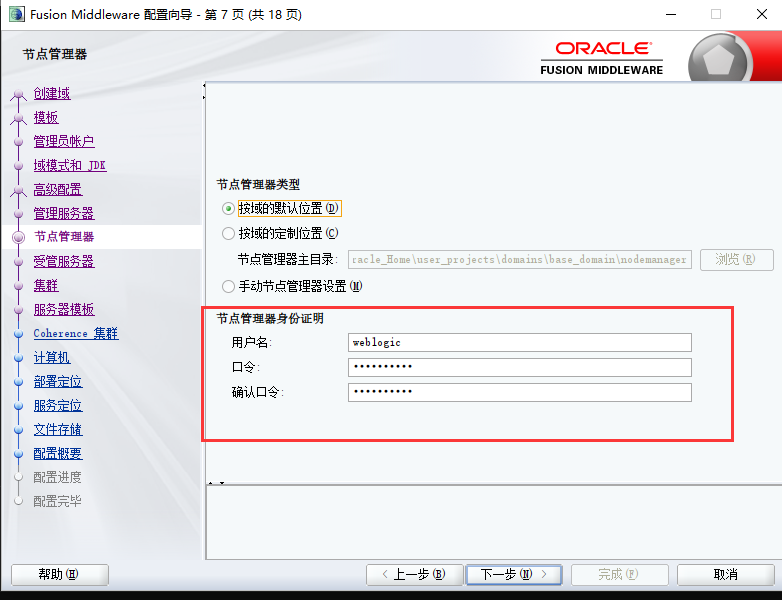 Fusion Middleware 配置向导 - 第 7 页 (共 18 页)
节点管理器
ORACLE
FUSION MIDDLEWARE
创建域
模板
管理员帐户
域模式和 JDK
高级配置
管理服务器
节点管理器
受管服务器
集群
服务器模板
Coherence 集群
计算机
部署定位
服务定位
文件存储
配置概要
配置进度
配置完毕
节点管理器类型
按域的默认位置(D)
按域的定制位置(C)
节点管理器主目录: racle_Home\user_projects\domains\base_domain\nodemanager 浏览(R)
手动节点管理器设置(M)
节点管理器身份证明
用户名: weblogic
口令: ••••••••••
确认口令: ••••••••••
帮助(H) < 上一步(B) 下一步(N) > 完成(F) 取消